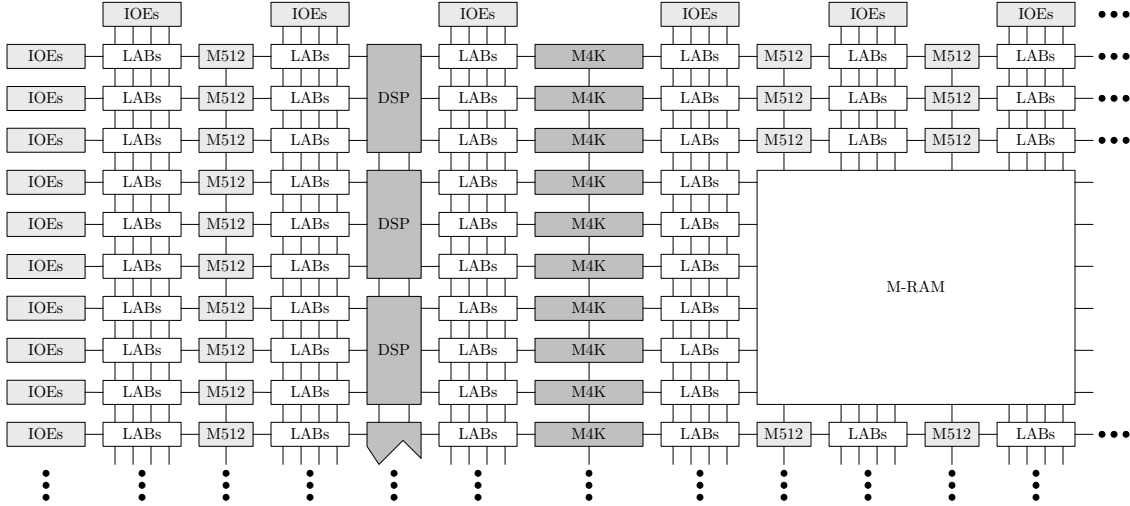 IOEs IOEs IOEs IOEs IOEs IOEs
IOEs LABs M512 LABs LABs M4K LABs M512 LABs M512 LABs
IOEs LABs M512 LABs DSP LABs M4K LABs M512 LABs M512 LABs
IOEs LABs M512 LABs LABs M4K LABs M512 LABs M512 LABs
IOEs LABs M512 LABs LABs M4K LABs
IOEs LABs M512 LABs DSP LABs M4K LABs
IOEs LABs M512 LABs LABs M4K LABs
M-RAM
IOEs LABs M512 LABs LABs M4K LABs
IOEs LABs M512 LABs DSP LABs M4K LABs
IOEs LABs M512 LABs LABs M4K LABs
IOEs LABs M512 LABs LABs M4K LABs M512 LABs M512 LABs